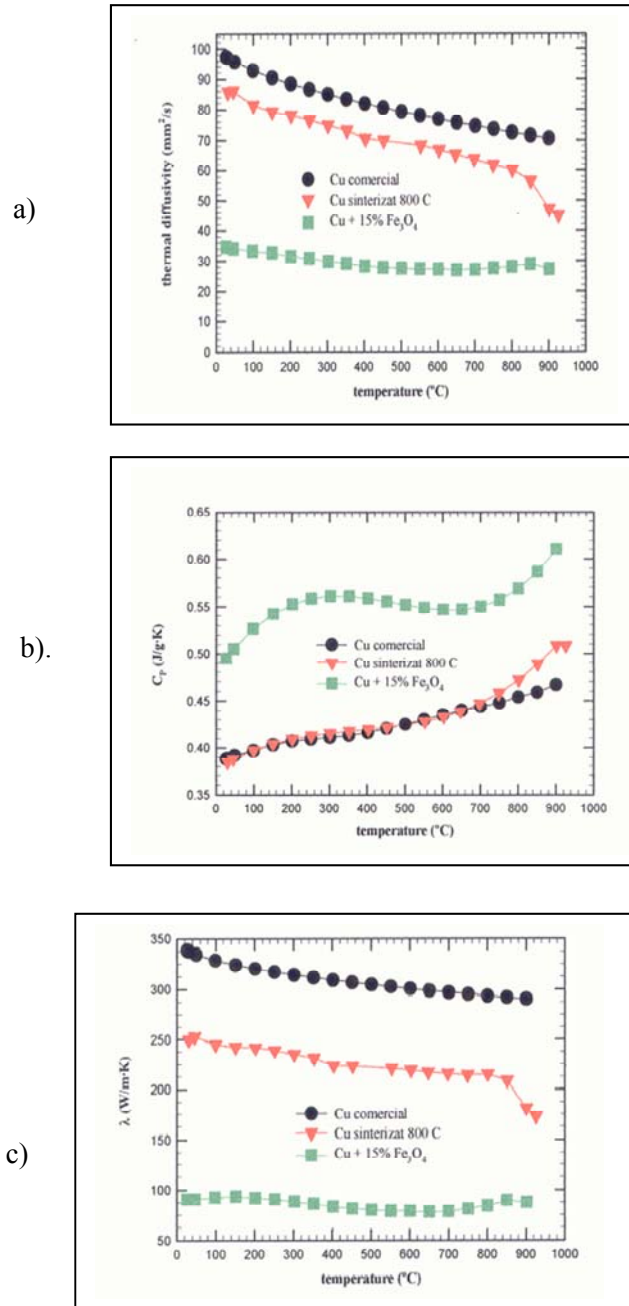 a)
thermal diffusivity (mm²/s)
100
90
80
70
60
50
40
30
20
10
0
Cu comercial
Cu sinterizat 800 C
Cu + 15% Fe₃O₄
0 100 200 300 400 500 600 700 800 900 1000
temperature (°C)
b).
Cₚ (J/g·K)
0.65
0.60
0.55
0.50
0.45
0.40
0.35
Cu comercial
Cu sinterizat 800 C
Cu + 15% Fe₃O₄
0 100 200 300 400 500 600 700 800 900 1000
temperature (°C)
c)
λ (W/m·K)
350
300
250
200
150
100
50
Cu comercial
Cu sinterizat 800 C
Cu + 15% Fe₃O₄
0 100 200 300 400 500 600 700 800 900 1000
temperature (°C)